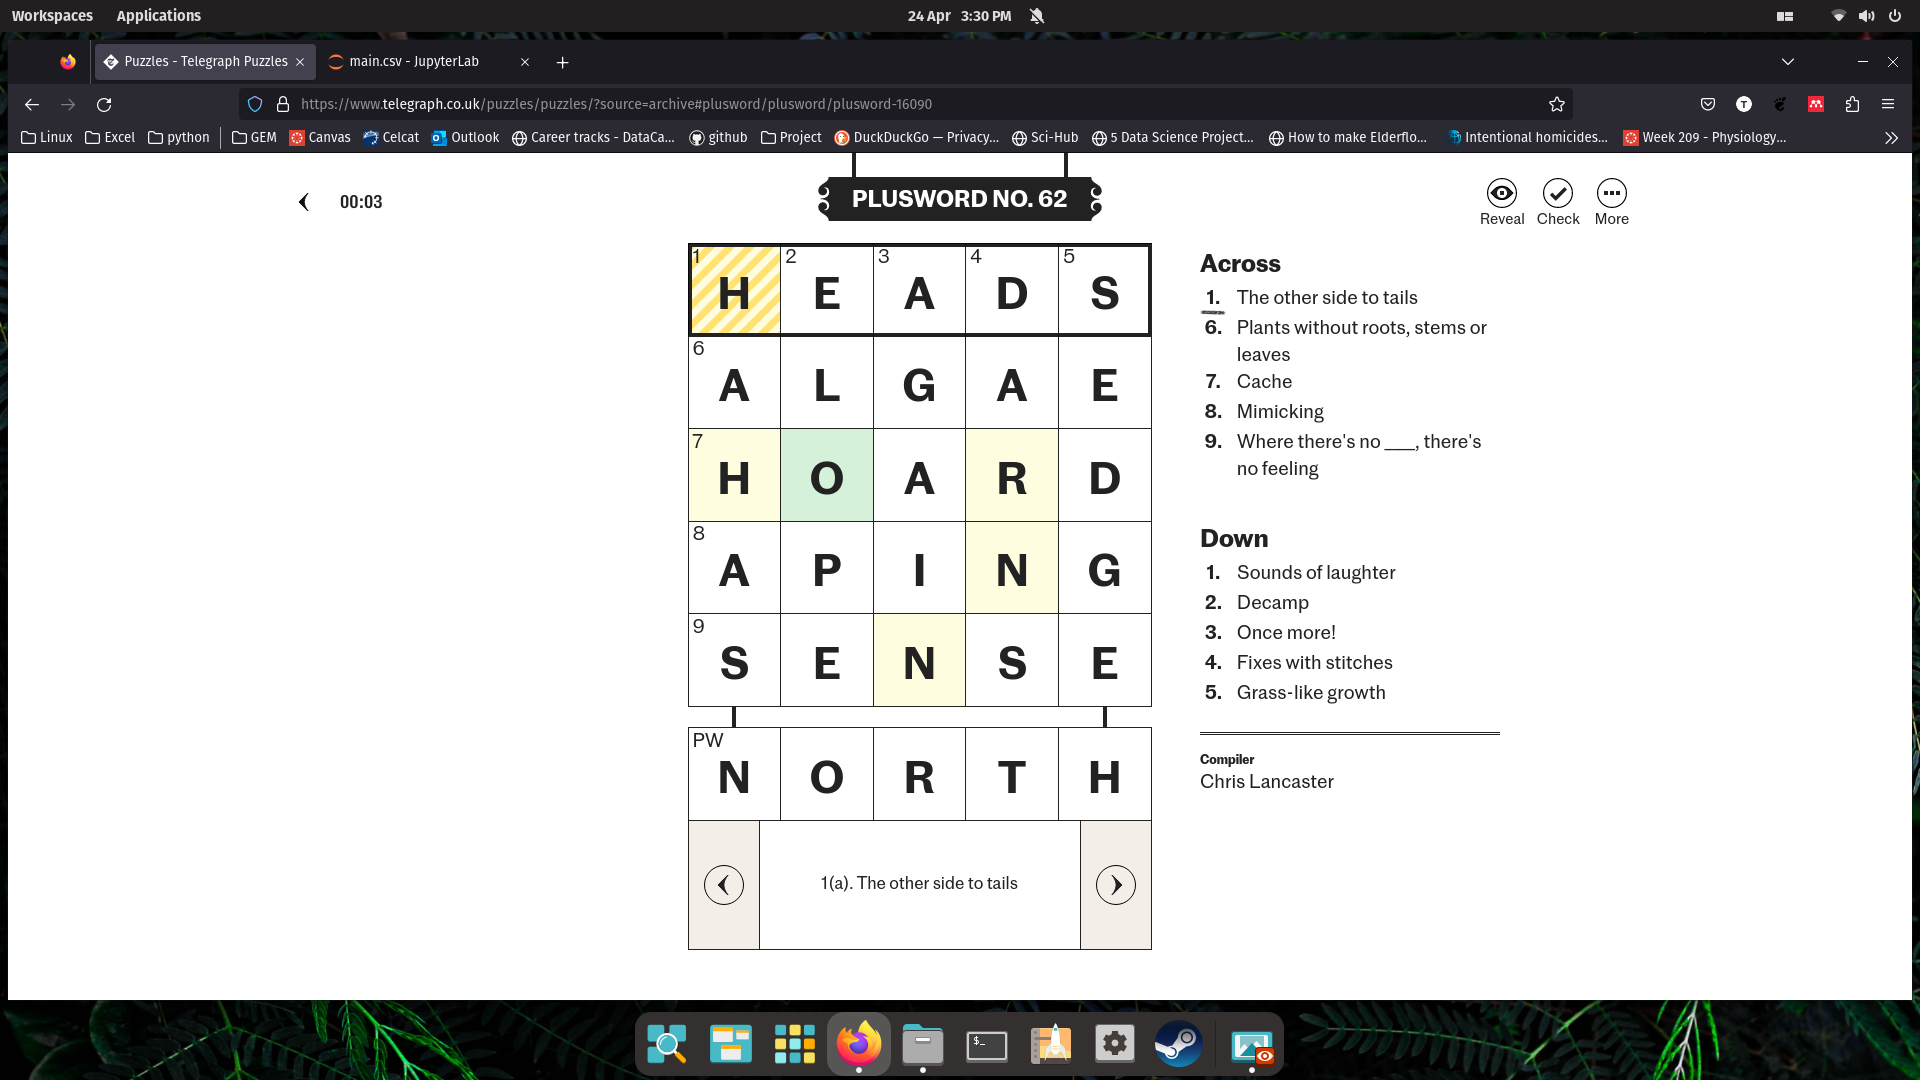 Workspaces Applications 24 Apr 3:30 PM
Puzzles - Telegraph Puzzles main.csv - JupyterLab
https://www.telegraph.co.uk/puzzles/puzzles/?source=archive#plusword/plusword/plusword-16090
Linux Excel python GEM Canvas Celcat Outlook Career tracks - DataCa... github Project DuckDuckGo — Privacy... Sci-Hub 5 Data Science Project... How to make Elderflo... Intentional homicides... Week 209 - Physiology...
00:03
PLUSWORD NO. 62
Reveal Check More
1 H 2 E 3 A 4 D 5 S
6 A L G A E
7 H O A R D
8 A P I N G
9 S E N S E
PW N O R T H
1(a). The other side to tails
Across
1. The other side to tails
6. Plants without roots, stems or
leaves
7. Cache
8. Mimicking
9. Where there's no ___, there's
no feeling
Down
1. Sounds of laughter
2. Decamp
3. Once more!
4. Fixes with stitches
5. Grass-like growth
Compiler
Chris Lancaster